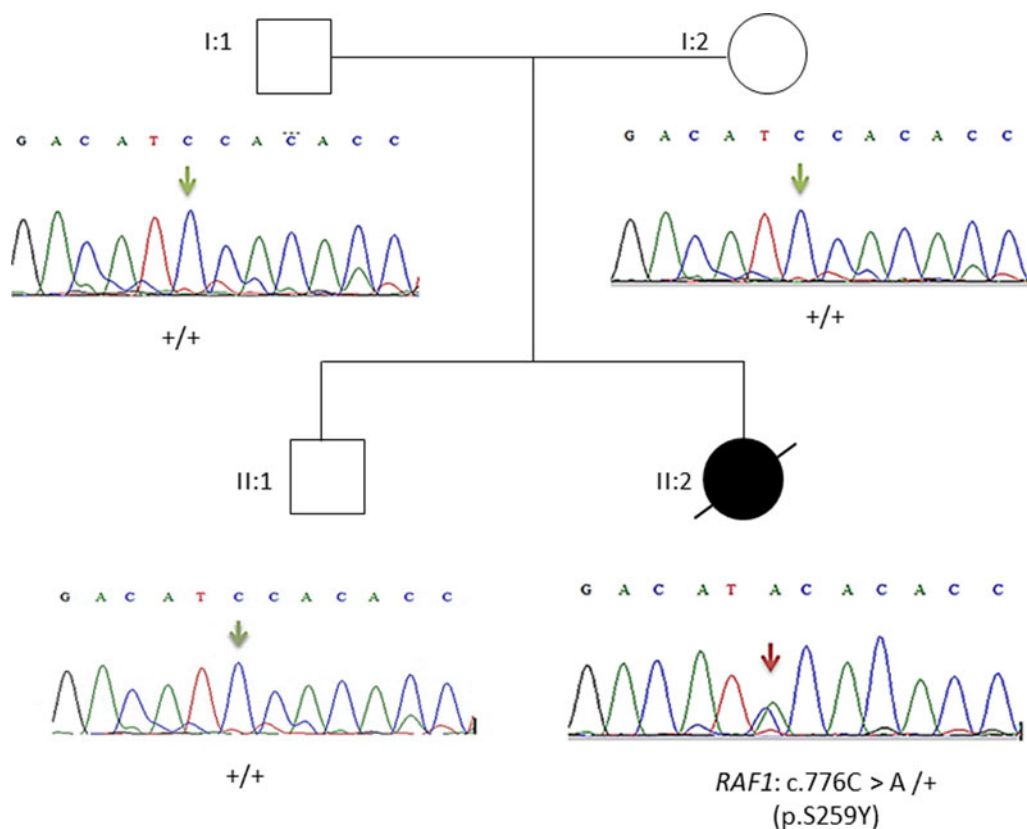 I:1
I:2
G A C A T C C A C A C C
G A C A T C C A C A C C
+/+
+/+
II:1
II:2
G A C A T C C A C A C C
G A C A T A C A C A C C
+/+
RAF1: c.776C > A /+
(p.S259Y)